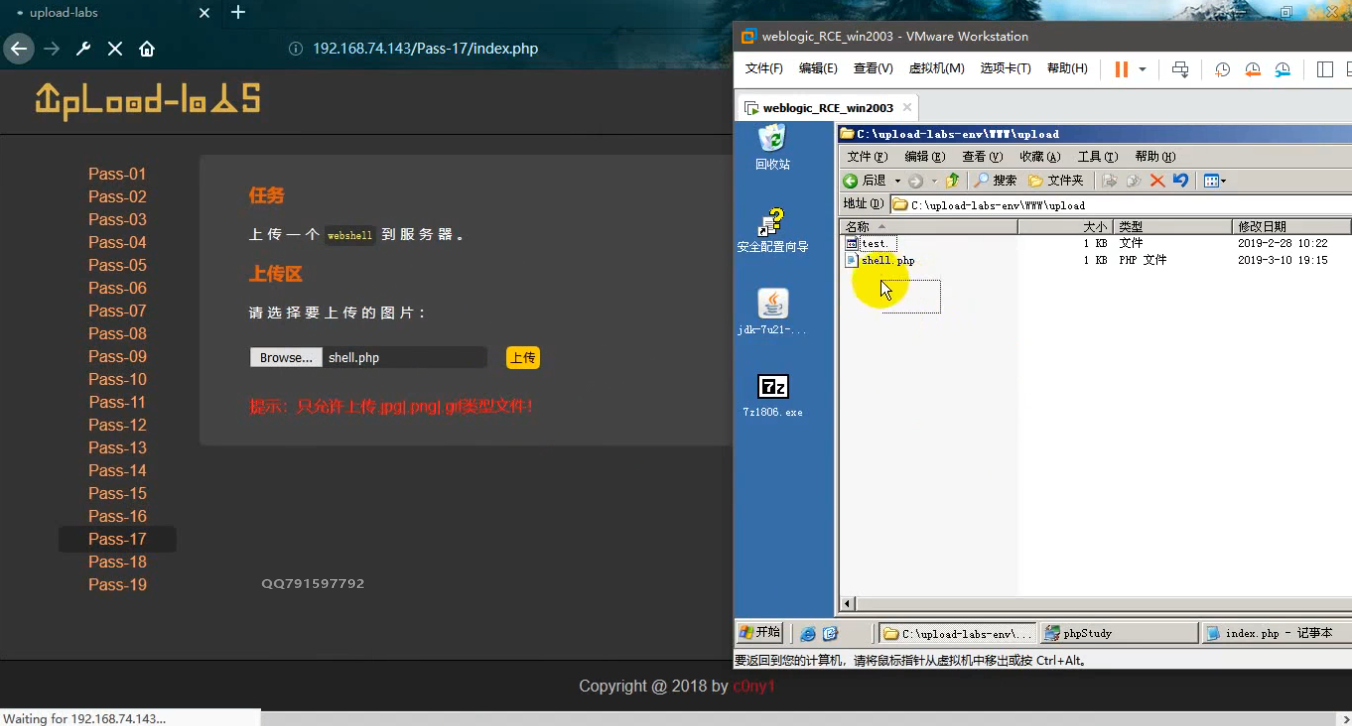 upload-labs
192.168.74.143/Pass-17/index.php
UpLoad-labs
Pass-01
Pass-02
Pass-03
Pass-04
Pass-05
Pass-06
Pass-07
Pass-08
Pass-09
Pass-10
Pass-11
Pass-12
Pass-13
Pass-14
Pass-15
Pass-16
Pass-17
Pass-18
Pass-19
任务
上传一个 webshell 到服务器。
上传区
请选择要上传的图片：
Browse... shell.php 上传
提示：只允许上传.jpg|.png|.gif类型文件!
QQ791597792
Copyright @ 2018 by c0ny1
Waiting for 192.168.74.143...
weblogic_RCE_win2003 - VMware Workstation
文件(F) 编辑(E) 查看(V) 虚拟机(M) 选项卡(T) 帮助(H)
weblogic_RCE_win2003
回收站
安全配置向导
jdk-7u21-...
7z1806.exe
C:\upload-labs-env\WWW\upload
文件(F) 编辑(E) 查看(V) 收藏(A) 工具(T) 帮助(H)
后退 搜索 文件夹
地址(D) C:\upload-labs-env\WWW\upload
名称 大小 类型 修改日期
test. 1 KB 文件 2019-2-28 10:22
shell.php 1 KB PHP 文件 2019-3-10 19:15
开始 C:\upload-labs-env\... phpStudy index.php - 记事本
要返回到您的计算机，请将鼠标指针从虚拟机中移出或按 Ctrl+Alt。